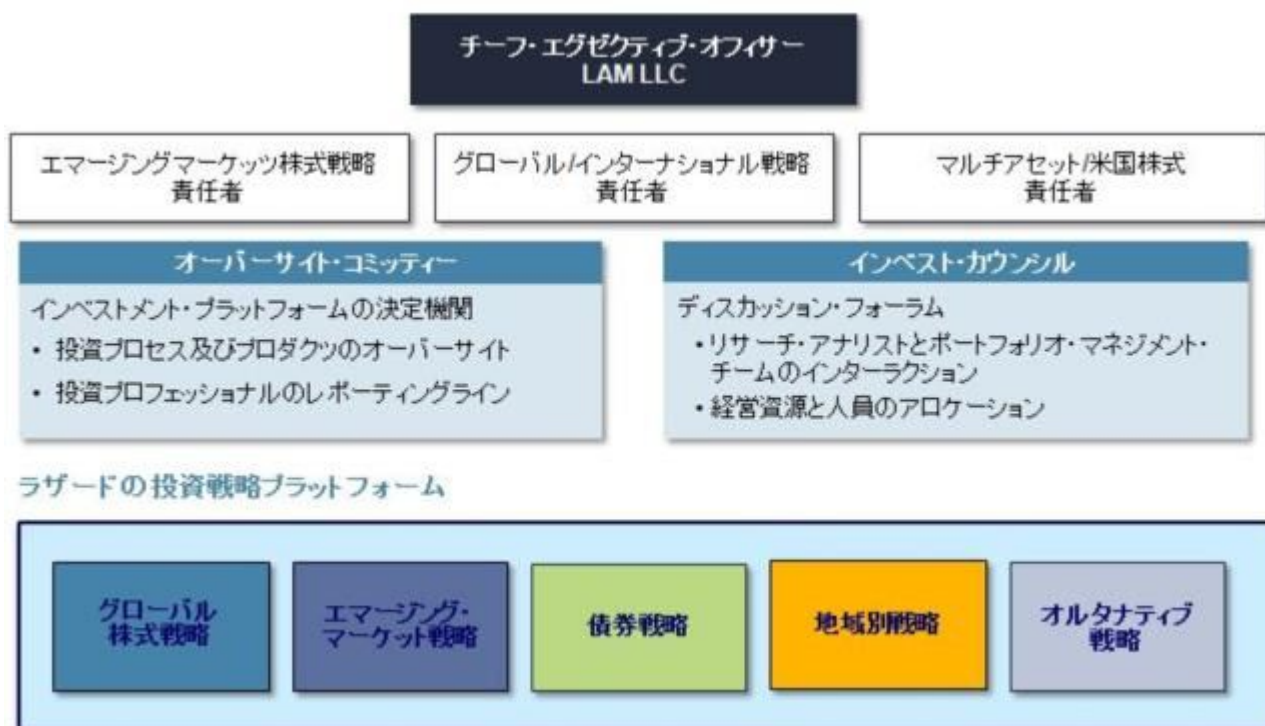 チーフ・エグゼクティブ・オフィサー
LAM LLC
エマージングマーケッツ株式戦略
責任者
グローバル/インターナショナル戦略
責任者
マルチアセット/米国株式
責任者
オーバーサイト・コミッティー
インベストメント・プラットフォームの決定機関
・ 投資プロセス及びプロダクツのオーバーサイト
・ 投資プロフェッショナルのレポーティングライン
インベスト・カウンシル
ディスカッション・フォーラム
・リサーチ・アナリストとポートフォリオ・マネジメント・
チームのインターラクション
・経営資源と人員のアロケーション
ラザードの投資戦略プラットフォーム
グローバル
株式戦略
エマージング・
マーケット戦略
債券戦略
地域別戦略
オルタナティブ
戦略